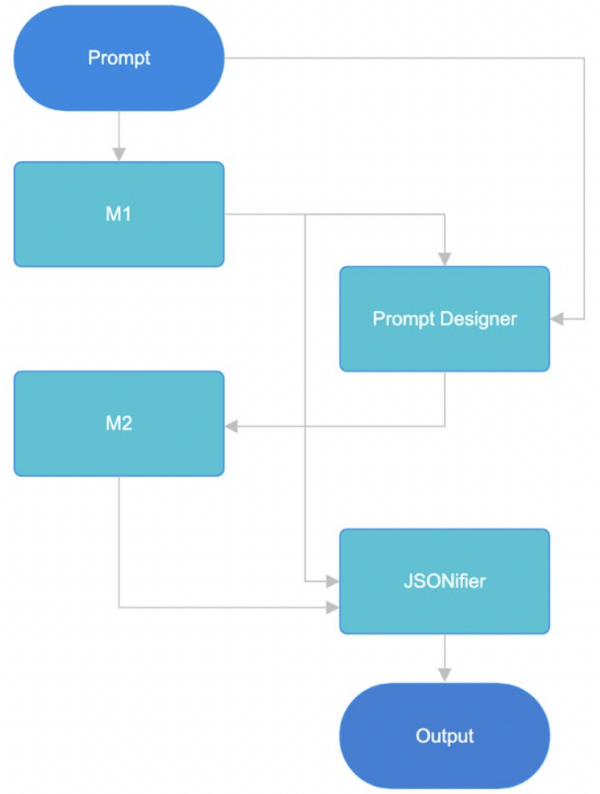 Prompt
M1
Prompt Designer
M2
JSONifier
Output